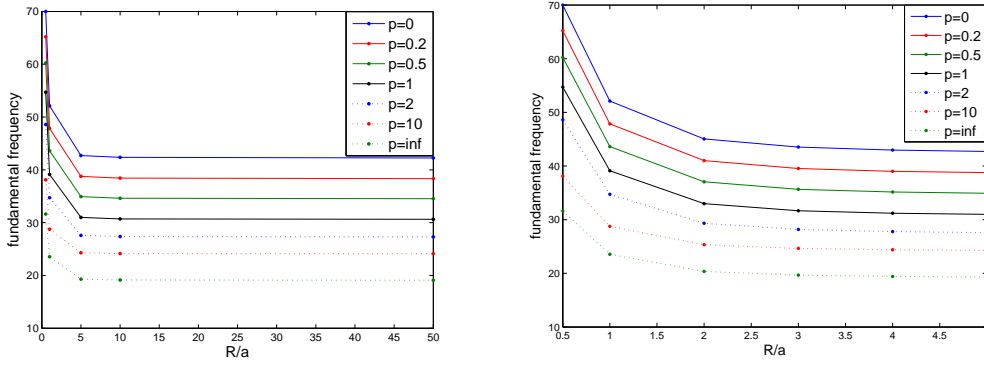 70
60
50
40
30
20
10
fundamental frequency
0 5 10 15 20 25 30 35 40 45 50
R/a
p=0
p=0.2
p=0.5
p=1
p=2
p=10
p=inf
70
60
50
40
30
20
10
fundamental frequency
0.5 1 1.5 2 2.5 3 3.5 4 4.5
R/a
p=0
p=0.2
p=0.5
p=1
p=2
p=10
p=inf